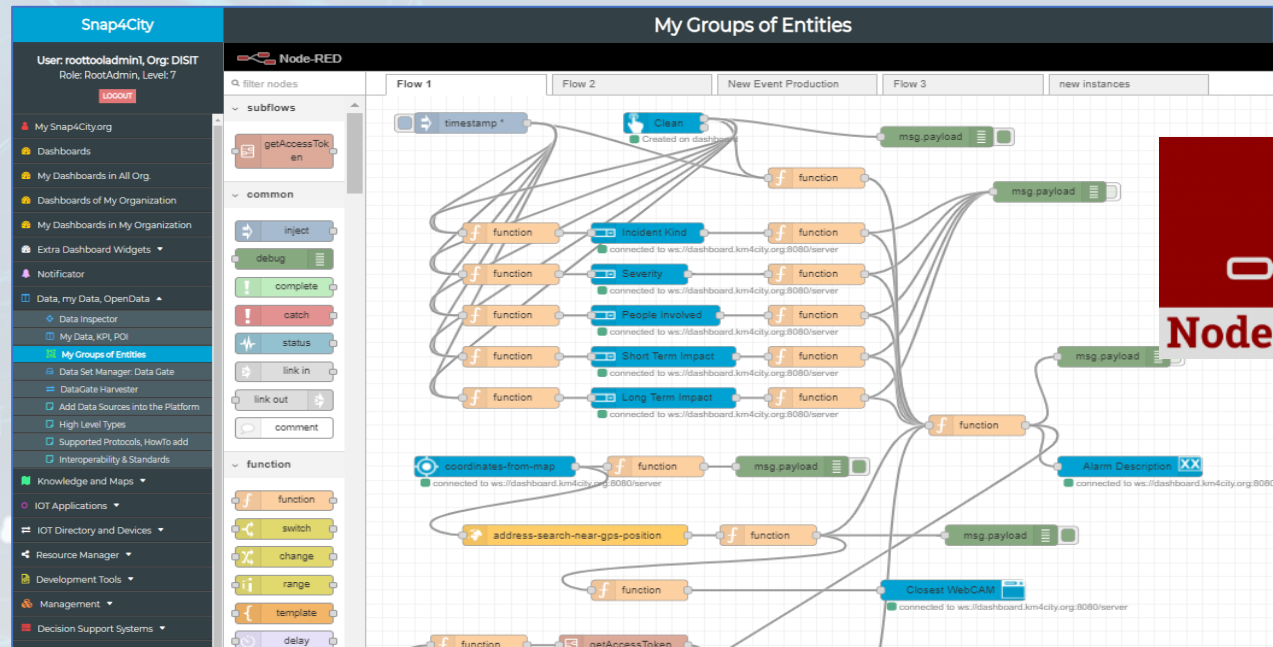 Snap4City
My Groups of Entities
User: roottooladmin1, Org: DISIT
Role: RootAdmin, Level: 7
LOGOUT
My Snap4City.org
Dashboards
My Dashboards in All Org.
Dashboards of My Organization
My Dashboards in My Organization
Extra Dashboard Widgets
Notificator
Data, my Data, OpenData
Data Inspector
My Data, KPI, POI
My Groups of Entities
Data Set Manager: Data Gate
DataGate Harvester
Add Data Sources into the Platform
High Level Types
Supported Protocols, HowTo add
Interoperability & Standards
Knowledge and Maps
IOT Applications
IOT Directory and Devices
Resource Manager
Development Tools
Management
Decision Support Systems
Node-RED
filter nodes
subflows
getAccessTok
en
common
inject
debug
complete
catch
status
link in
link out
comment
function
function
switch
change
range
template
delay
Flow 1
Flow 2
New Event Production
Flow 3
new instances
timestamp *
Clean
Created on dashboard
msg.payload
function
msg.payload
function
Incident Kind
function
connected to ws://dashboard.km4city.org:8080/server
function
Severity
function
connected to ws://dashboard.km4city.org:8080/server
function
People Involved
function
connected to ws://dashboard.km4city.org:8080/server
function
Short Term Impact
function
connected to ws://dashboard.km4city.org:8080/server
msg.payload
function
Long Term Impact
function
connected to ws://dashboard.km4city.org:8080/server
function
coordinates-from-map
function
msg.payload
connected to ws://dashboard.km4city.org:8080/server
Alarm Description
connected to ws://dashboard.km4city.org:8080
address-search-near-gps-position
function
msg.payload
function
Closest WebCAM
connected to ws://dashboard.km4city.org:8080/server
function
getAccessToken
Node